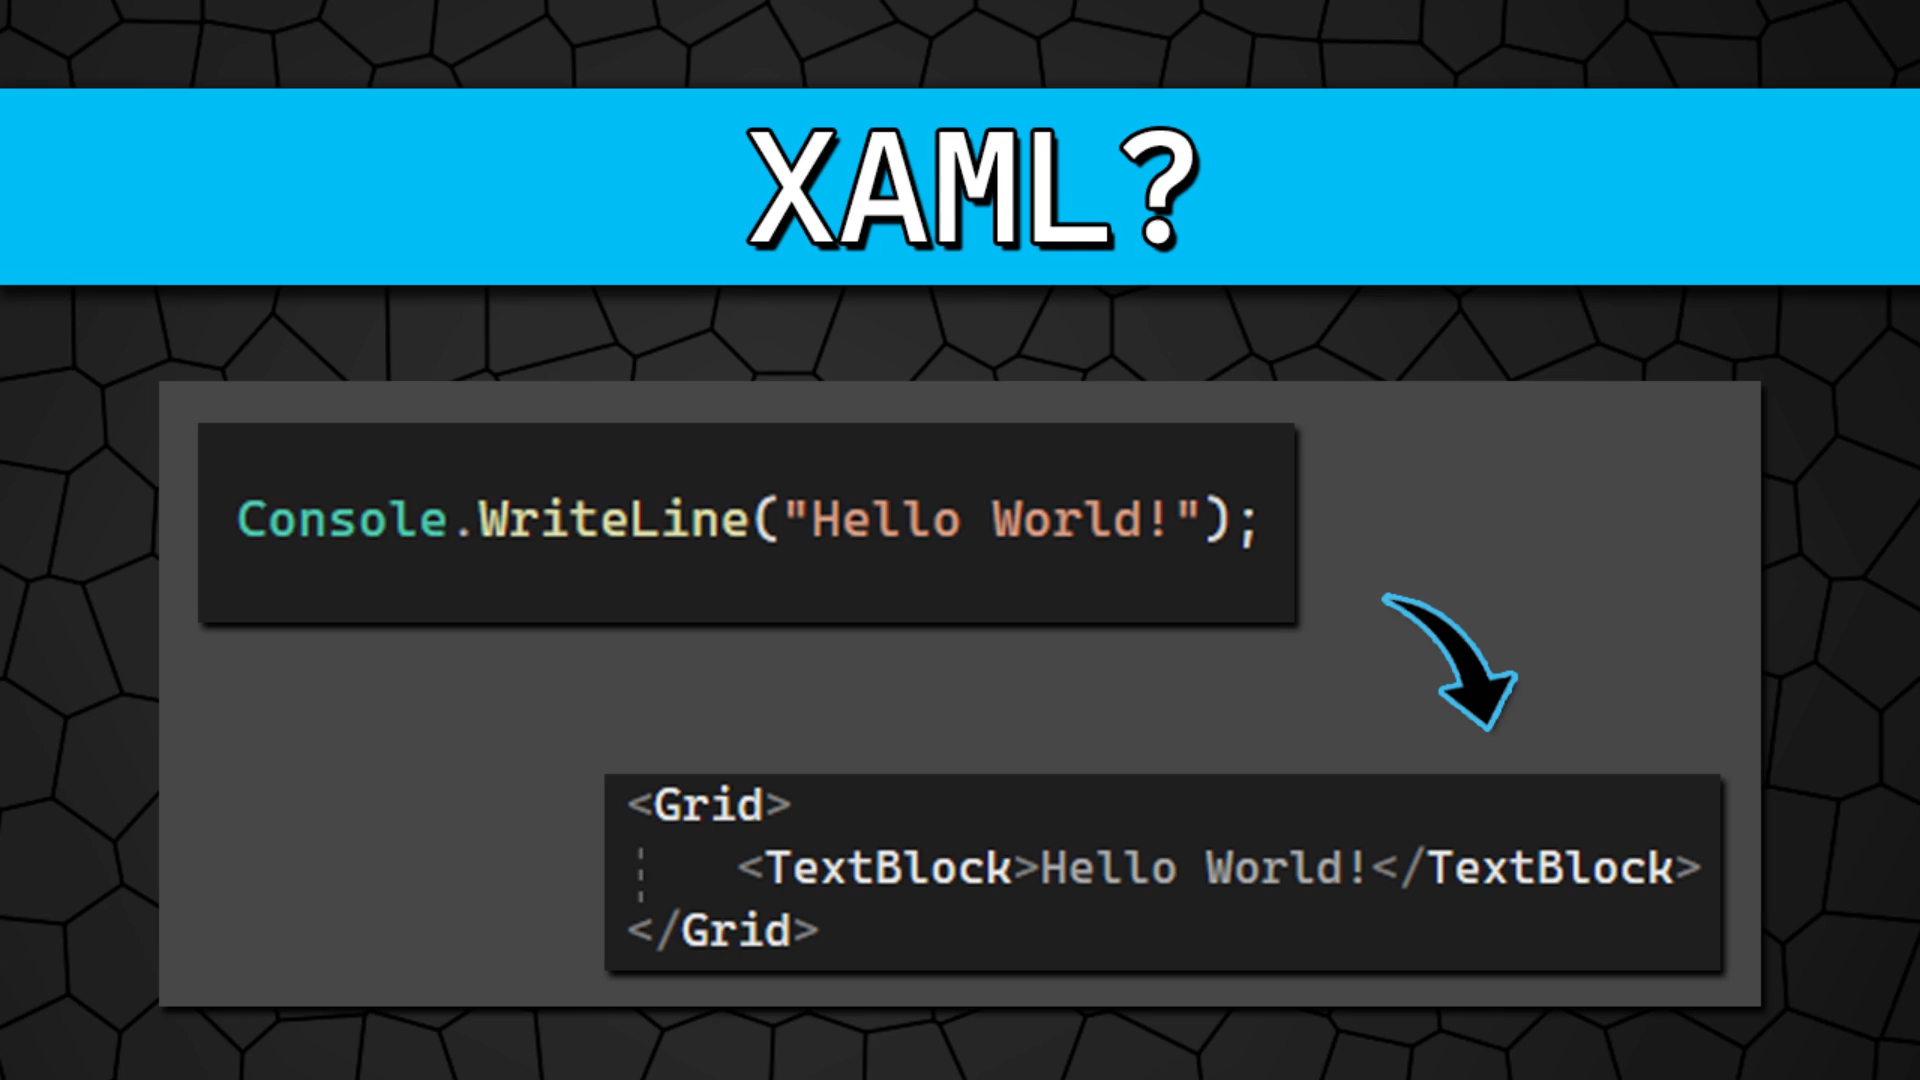 XAML?
Console.WriteLine("Hello World!");
<Grid>
<TextBlock>Hello World!</TextBlock>
</Grid>